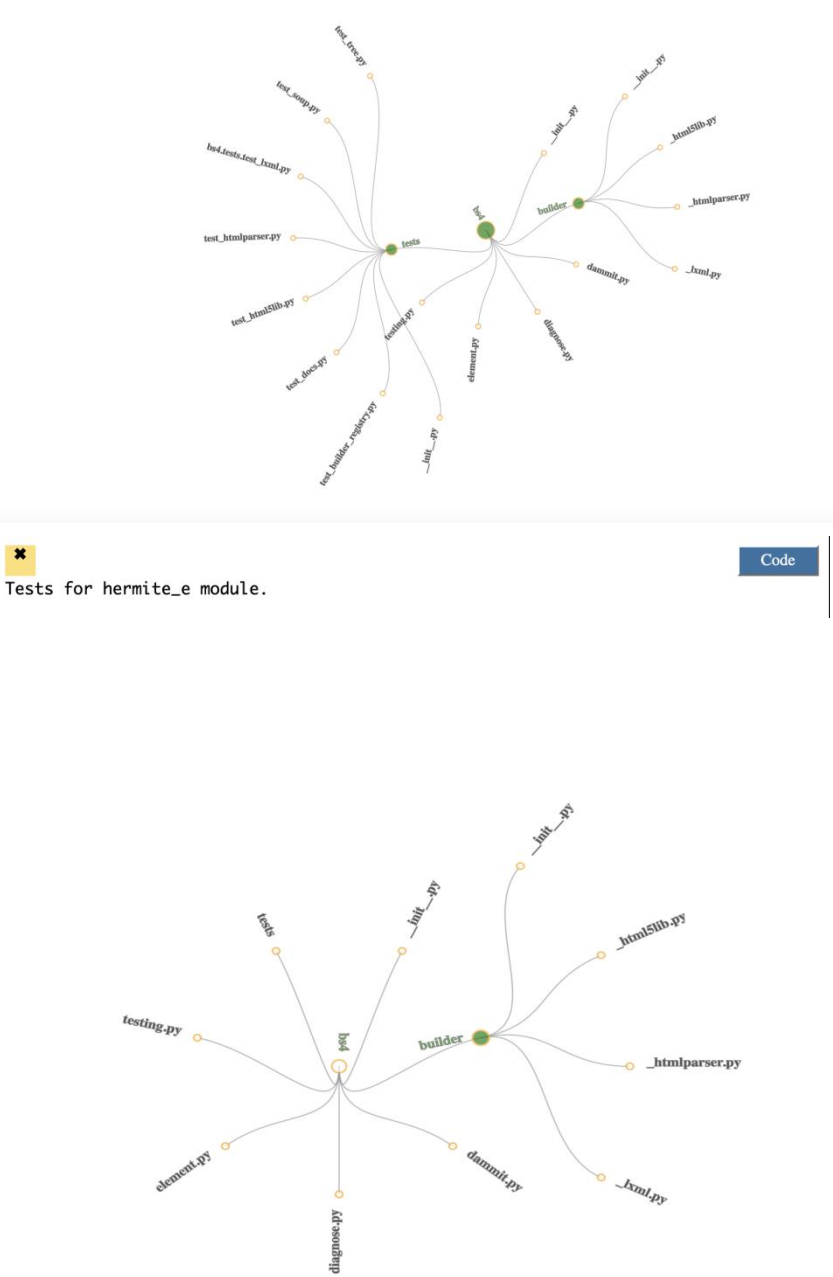 test_tree.py
__init__.py
test_soup.py
__init__.py
_html5lib.py
bs4.tests.test_lxml.py
builder
_htmlparser.py
bs4
test_htmlparser.py
tests
dammit.py
_lxml.py
test_html5lib.py
testing.py
diagnose.py
element.py
test_docs.py
test_builder_registry.py
__init__.py
✖
Code
Tests for hermite_e module.
__init__.py
__init__.py
tests
_html5lib.py
testing.py
bs4
builder
_htmlparser.py
element.py
dammit.py
_lxml.py
diagnose.py